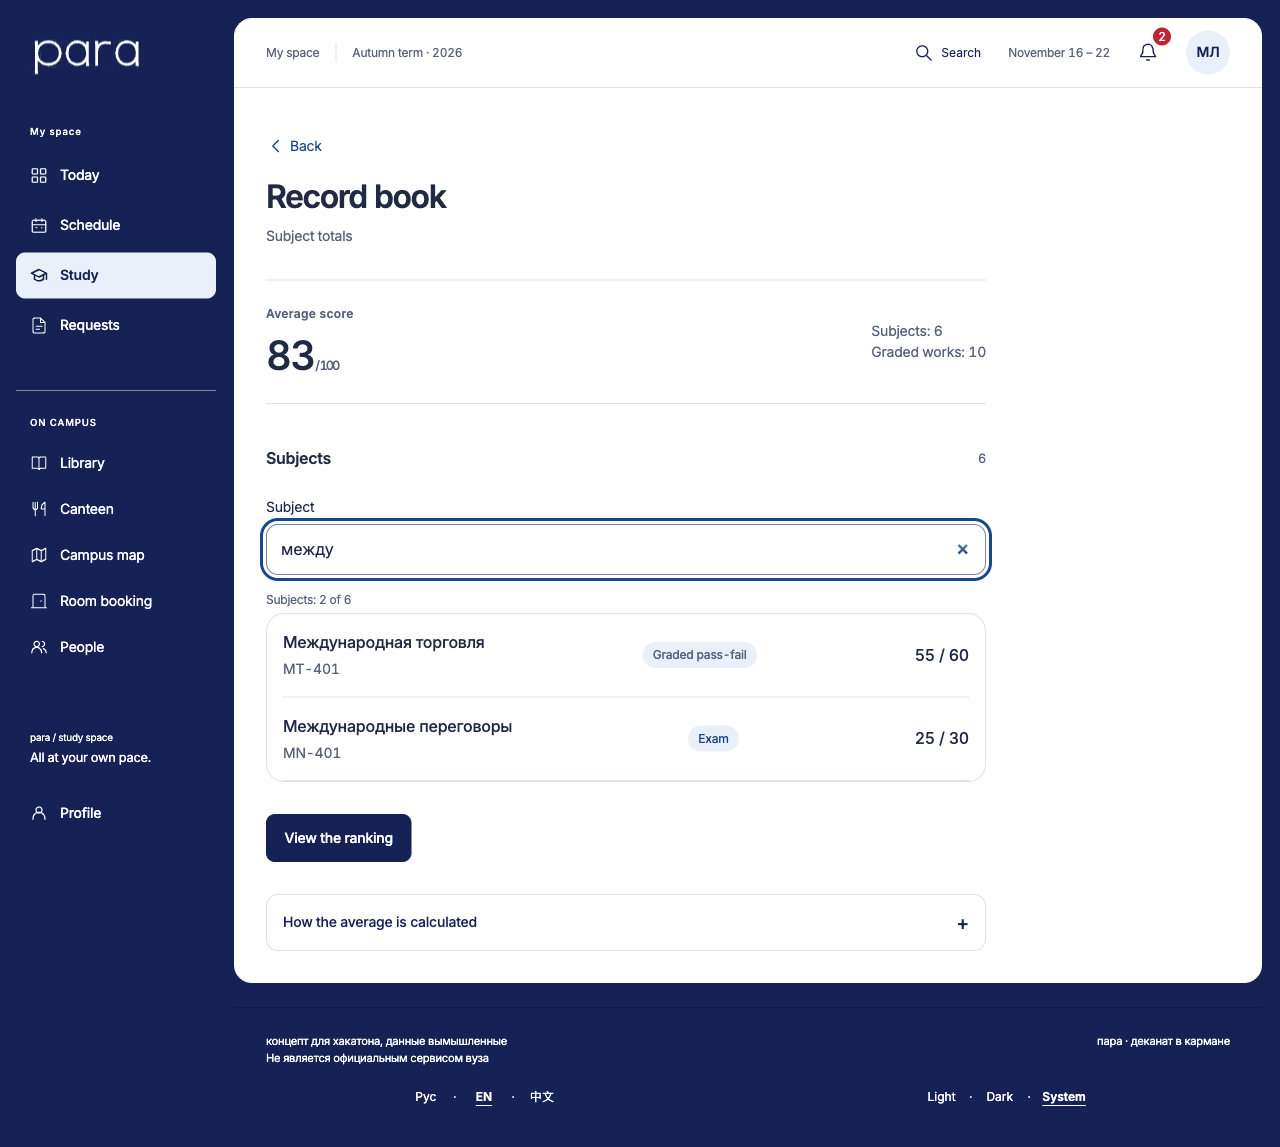 para
My space
Today
Schedule
Study
Requests
ON CAMPUS
Library
Canteen
Campus map
Room booking
People
para / study space
All at your own pace.
Profile
My space
Autumn term · 2026
Search
November 16 – 22
2
МЛ
Back
Record book
Subject totals
Average score
83/100
Subjects: 6
Graded works: 10
Subjects
6
Subject
между
Subjects: 2 of 6
Международная торговля
MT-401
Graded pass-fail
55 / 60
Международные переговоры
MN-401
Exam
25 / 30
View the ranking
How the average is calculated
+
концепт для хакатона, данные вымышленные
Не является официальным сервисом вуза
пара · деканат в кармане
Рус · EN · 中文
Light · Dark · System